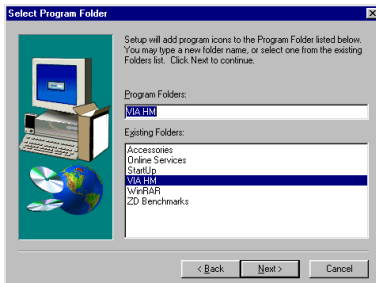 Select Program Folder
Setup will add program icons to the Program Folder listed below.
You may type a new folder name, or select one from the existing
Folders list. Click Next to continue.
Program Folders:
VIA HM
Existing Folders:
Accessories
Online Services
StartUp
VIA HM
WinRAR
ZD Benchmarks
< Back
Next >
Cancel